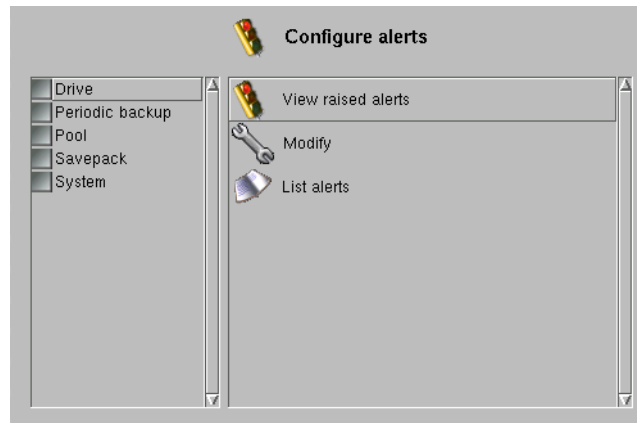 Configure alerts
Drive
Periodic backup
Pool
Savepack
System
View raised alerts
Modify
List alerts